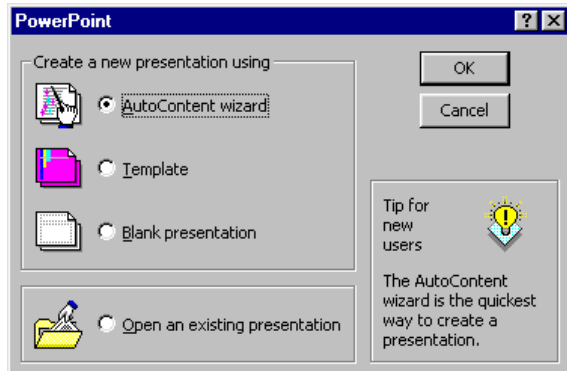 PowerPoint
Create a new presentation using
AutoContent wizard
Template
Blank presentation
Open an existing presentation
OK
Cancel
Tip for
new
users
The AutoContent
wizard is the quickest
way to create a
presentation.